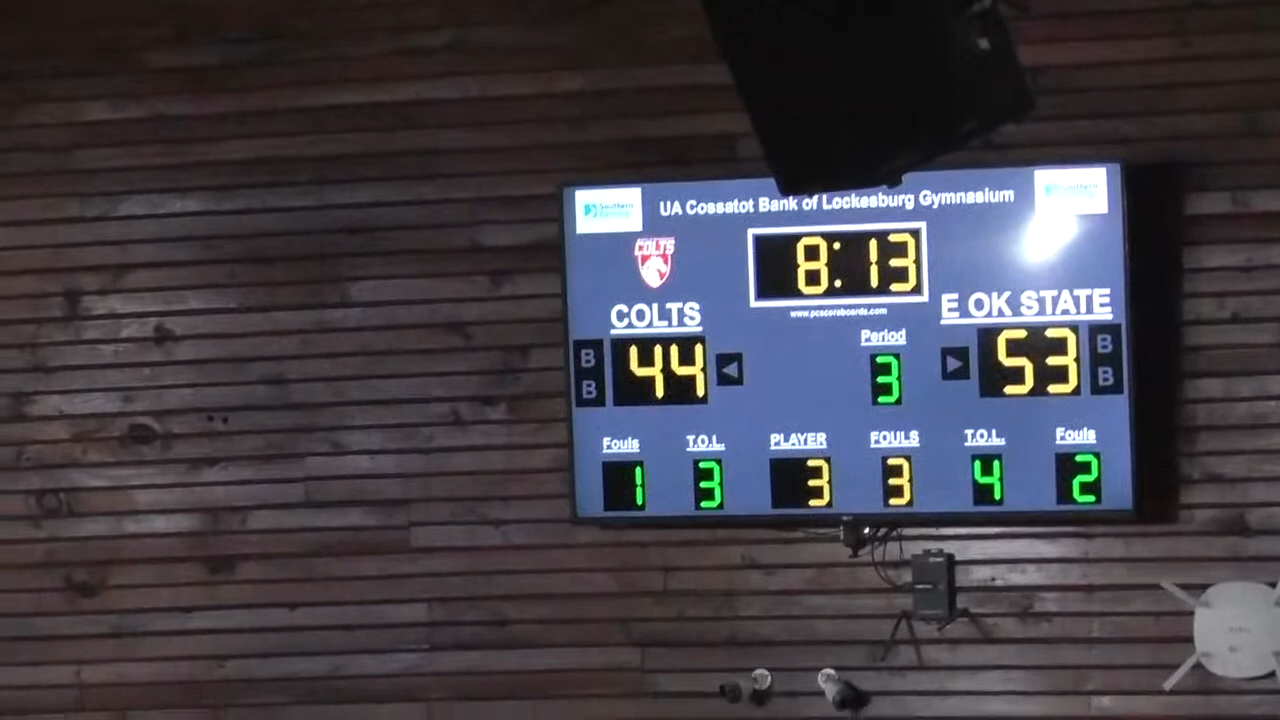 UA Cossatot Bank of Lockesburg Gymnasium
Southern
COLTS
8:13
www.pcscoreboards.com
COLTS
E OK STATE
Period
B
B
44
3
53
B
B
Fouls
T.O.L.
PLAYER
FOULS
T.O.L.
Fouls
1
3
3
3
4
2